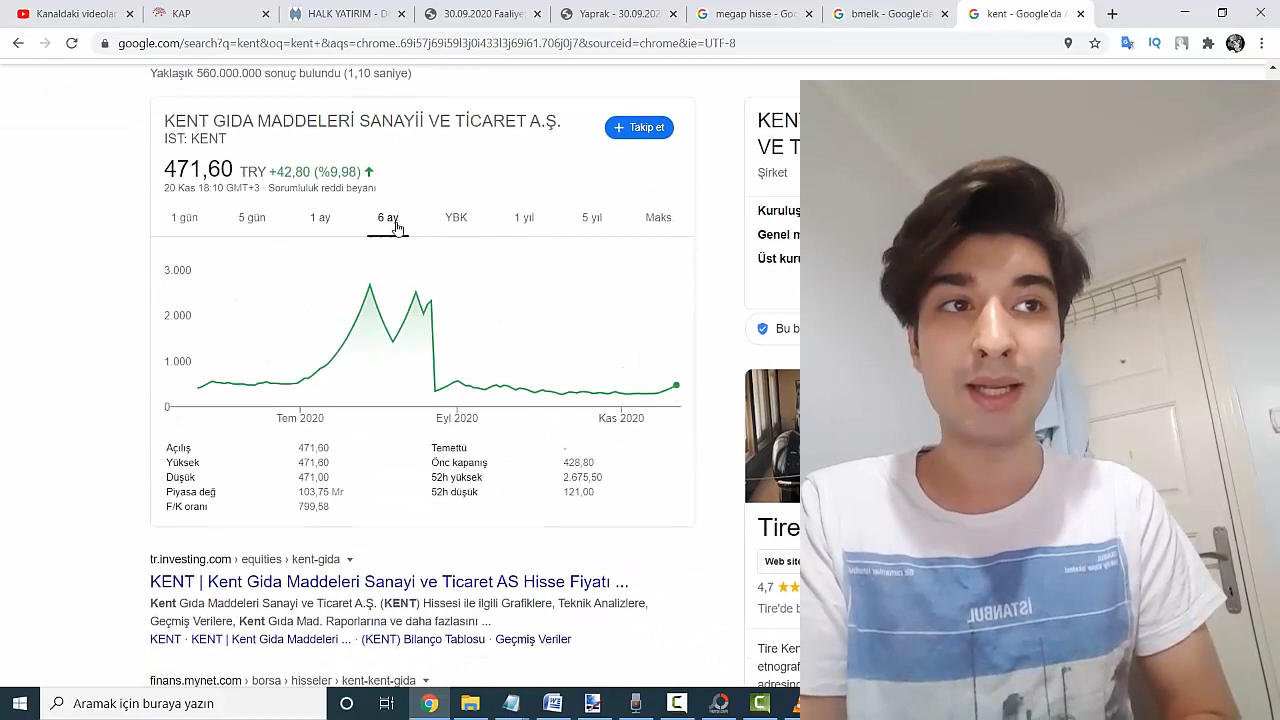 Kanaldaki videolar
KAP
HALK YATIRIM - De
30.09.2020 Faaliye
Yaprak - 30.09.202
megap hisse - Goo
bmelk - Google'da
kent - Google'da A
google.com/search?q=kent&oq=kent+&aqs=chrome..69i57j69i59l3j0i433l3j69i61.706j0j7&sourceid=chrome&ie=UTF-8
Yaklaşık 560.000.000 sonuç bulundu (1,10 saniye)
KENT GIDA MADDELERİ SANAYİİ VE TİCARET A.Ş.
IST: KENT
+ Takip et
471,60 TRY +42,80 (%9,98)
20 Kas 18:10 GMT+3 · Sorumluluk reddi beyanı
1 gün 5 gün 1 ay 6 ay YBK 1 yıl 5 yıl Maks.
3.000
2.000
1.000
0
Tem 2020 Eyl 2020 Kas 2020
Açılış 471,60 Temettü -
Yüksek 471,60 Önc kapanış 428,80
Düşük 471,00 52h yüksek 2.675,50
Piyasa değ 103,75 Mr 52h düşük 121,00
F/K oranı 799,58
tr.investing.com › equities › kent-gida
KENT | Kent Gida Maddeleri Sanayi ve Ticaret AS Hisse Fiyatı ...
Kent Gıda Maddeleri Sanayi ve Ticaret A.Ş. (KENT) Hissesi ile ilgili Grafiklere, Teknik Analizlere,
Geçmiş Verilere, Kent Gıda Mad. Raporlarına ve daha fazlasını ...
KENT · KENT | Kent Gıda Maddeleri ... · (KENT) Bilanço Tablosu · Geçmiş Veriler
finans.mynet.com › borsa › hisseler › kent-kent-gida
KENT
VE T
Şirket
Kuruluş
Genel m
Üst kuru
Bu b
Tire
Web site
4,7
Tire'de b
Tire Ken
etnograf
adresind
İSTANBUL
Aramak için buraya yazın